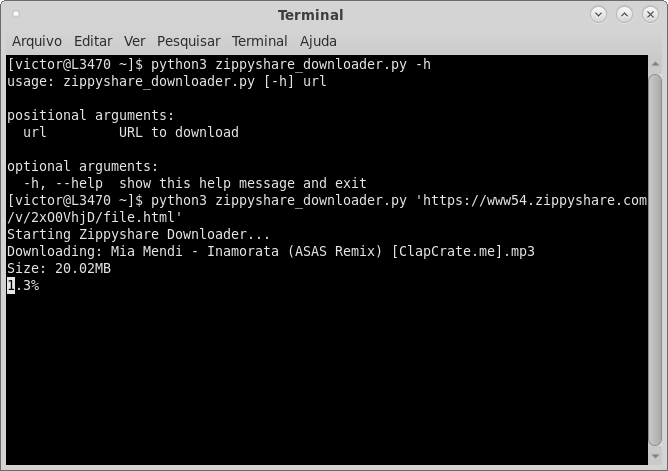 Terminal
Arquivo Editar Ver Pesquisar Terminal Ajuda
[victor@L3470 ~]$ python3 zippyshare_downloader.py -h
usage: zippyshare_downloader.py [-h] url
positional arguments:
  url         URL to download
optional arguments:
  -h, --help  show this help message and exit
[victor@L3470 ~]$ python3 zippyshare_downloader.py 'https://www54.zippyshare.com
/v/2xO0VhjD/file.html'
Starting Zippyshare Downloader...
Downloading: Mia Mendi - Inamorata (ASAS Remix) [ClapCrate.me].mp3
Size: 20.02MB
1.3%